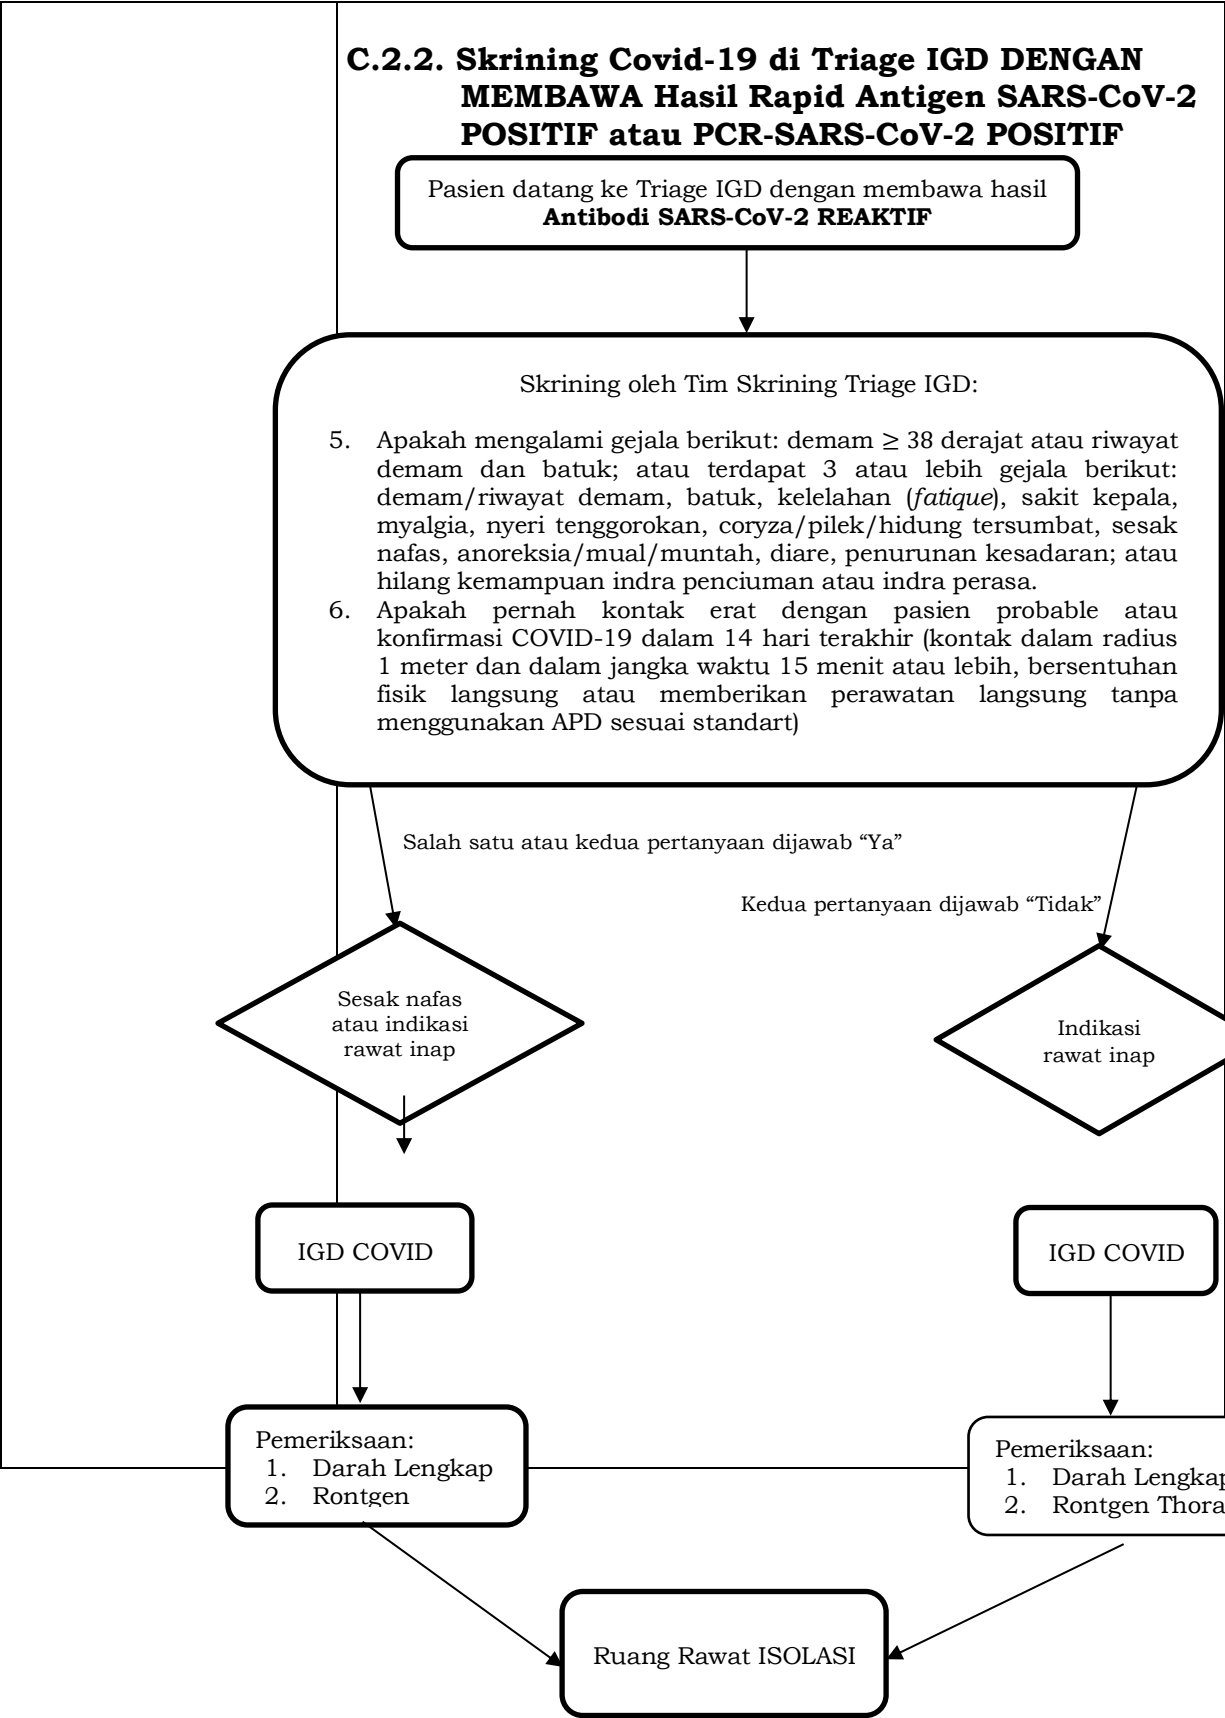 C.2.2. Skrining Covid-19 di Triage IGD DENGAN
MEMBAWA Hasil Rapid Antigen SARS-CoV-2
POSITIF atau PCR-SARS-CoV-2 POSITIF
Pasien datang ke Triage IGD dengan membawa hasil
Antibodi SARS-CoV-2 REAKTIF
Skrining oleh Tim Skrining Triage IGD:
5. Apakah mengalami gejala berikut: demam ≥ 38 derajat atau riwayat
demam dan batuk; atau terdapat 3 atau lebih gejala berikut:
demam/riwayat demam, batuk, kelelahan (fatique), sakit kepala,
myalgia, nyeri tenggorokan, coryza/pilek/hidung tersumbat, sesak
nafas, anoreksia/mual/muntah, diare, penurunan kesadaran; atau
hilang kemampuan indra penciuman atau indra perasa.
6. Apakah pernah kontak erat dengan pasien probable atau
konfirmasi COVID-19 dalam 14 hari terakhir (kontak dalam radius
1 meter dan dalam jangka waktu 15 menit atau lebih, bersentuhan
fisik langsung atau memberikan perawatan langsung tanpa
menggunakan APD sesuai standart)
Salah satu atau kedua pertanyaan dijawab “Ya”
Kedua pertanyaan dijawab “Tidak”
Sesak nafas
atau indikasi
rawat inap
Indikasi
rawat inap
IGD COVID
IGD COVID
Pemeriksaan:
1. Darah Lengkap
2. Rontgen
Pemeriksaan:
1. Darah Lengkap
2. Rontgen Thora
Ruang Rawat ISOLASI